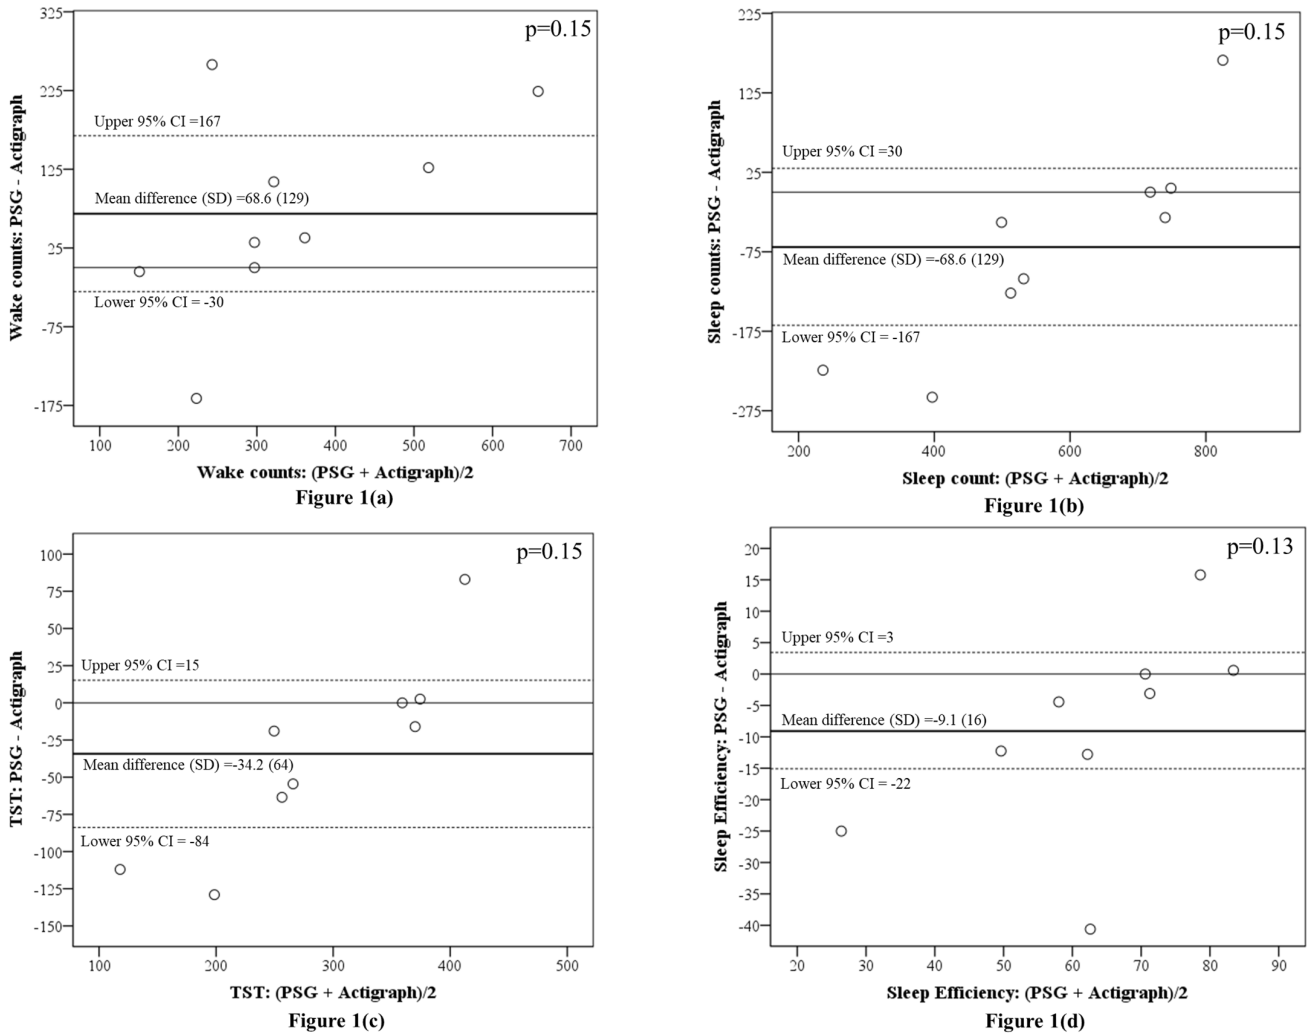 325
225
125
25
-75
-175
Wake counts: PSG - Actigraph
p=0.15
Upper 95% CI =167
Mean difference (SD) =68.6 (129)
Lower 95% CI = -30
100 200 300 400 500 600 700
Wake counts: (PSG + Actigraph)/2
Figure 1(a)
225
125
25
-75
-175
-275
Sleep counts: PSG - Actigraph
p=0.15
Upper 95% CI =30
Mean difference (SD) =-68.6 (129)
Lower 95% CI = -167
200 400 600 800
Sleep count: (PSG + Actigraph)/2
Figure 1(b)
100
75
50
25
0
-25
-50
-75
-100
-125
-150
TST: PSG - Actigraph
p=0.15
Upper 95% CI =15
Mean difference (SD) =-34.2 (64)
Lower 95% CI = -84
100 200 300 400 500
TST: (PSG + Actigraph)/2
Figure 1(c)
20
15
10
5
0
-5
-10
-15
-20
-25
-30
-35
-40
Sleep Efficiency: PSG - Actigraph
p=0.13
Upper 95% CI =3
Mean difference (SD) =-9.1 (16)
Lower 95% CI = -22
20 30 40 50 60 70 80 90
Sleep Efficiency: (PSG + Actigraph)/2
Figure 1(d)